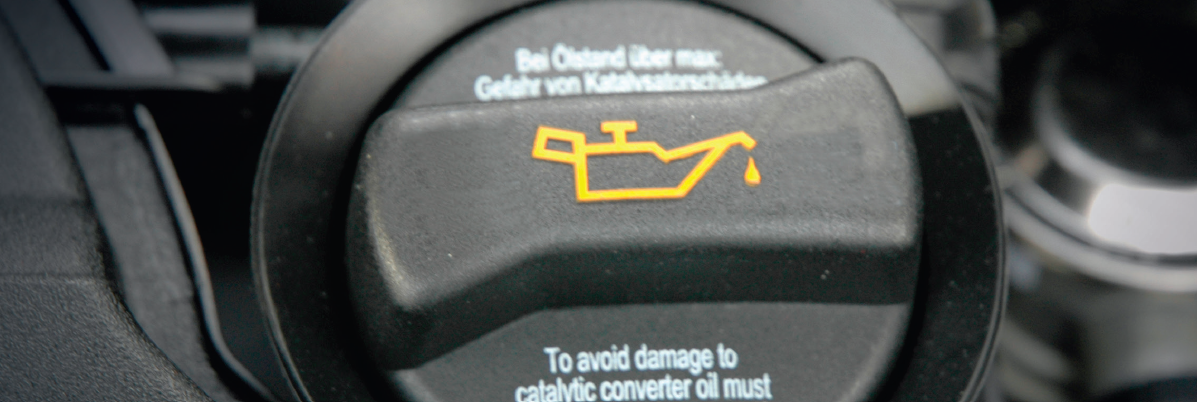 Bei Ölstand über max:
Gefahr von Katalysatorschäden
To avoid damage to
catalytic converter oil must